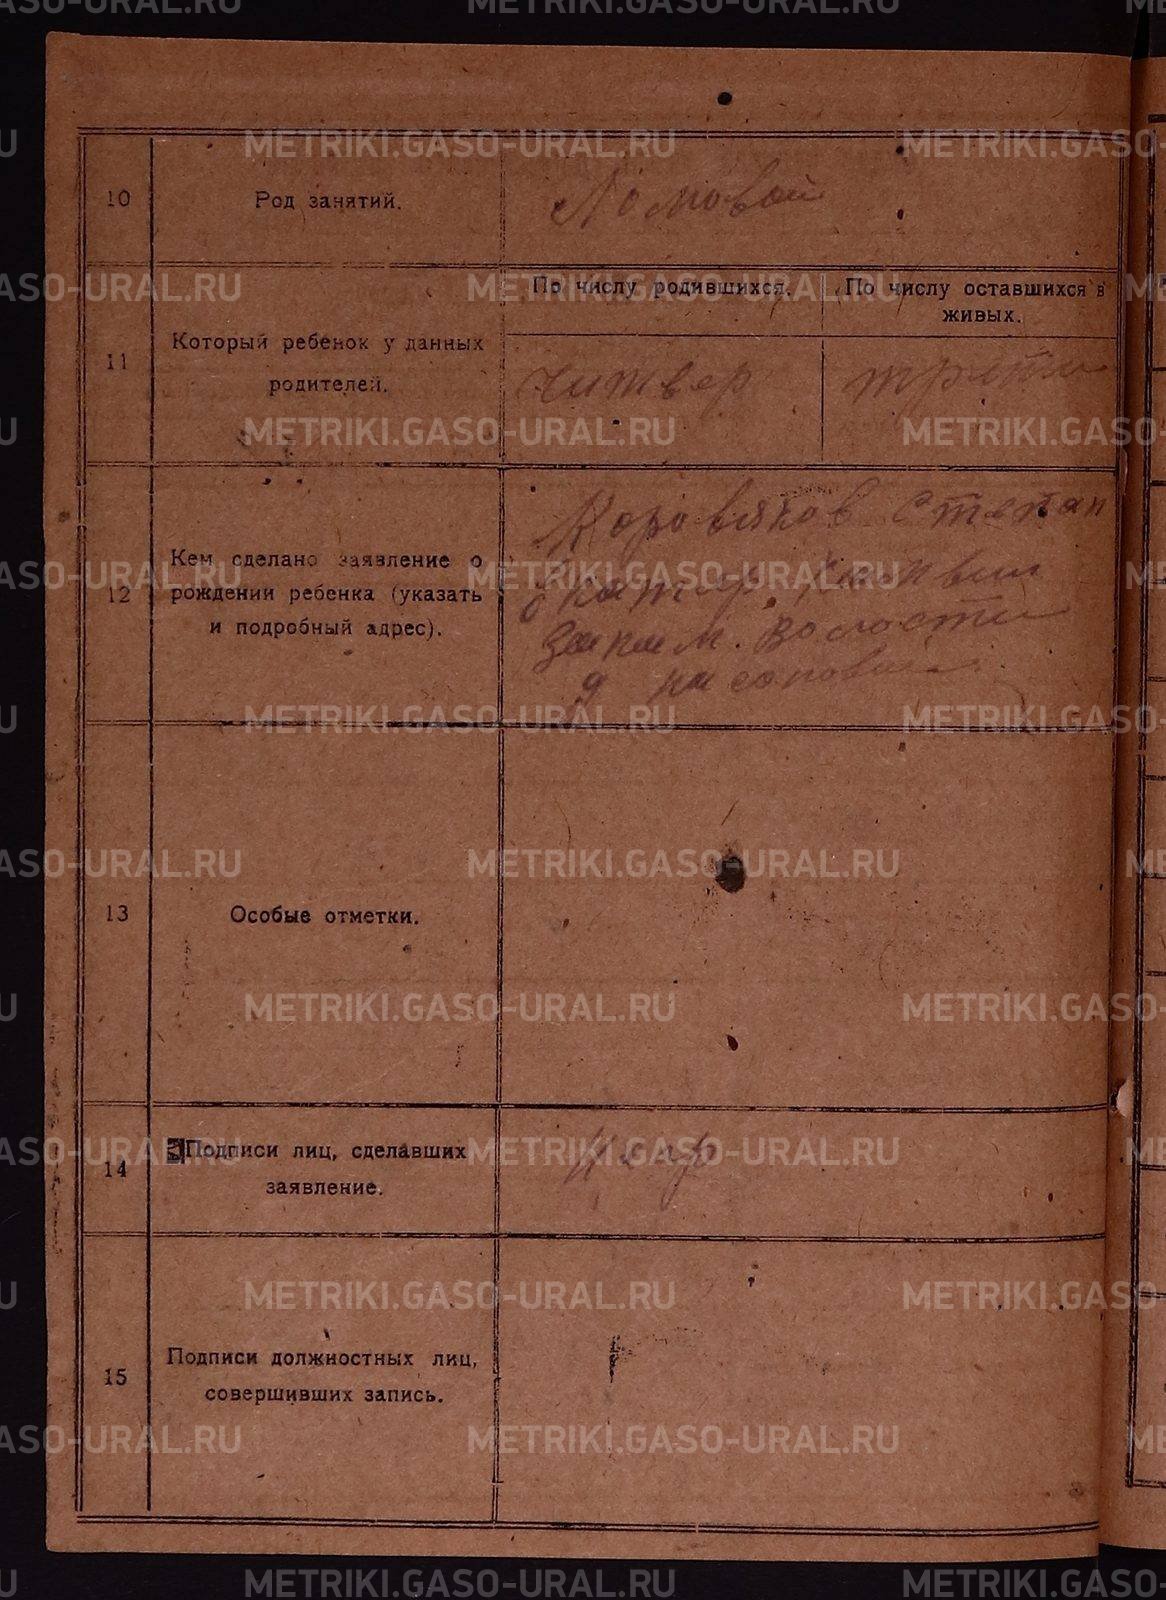 10
Род занятий.
Ломовой
11
Который ребенок у данных
родителей.
По числу родившихся.
По числу оставшихся в
живых.
читвер
12
Кем сделано заявление о
рождении ребенка (указать
и подробный адрес).
Коровяков Степан
волости
13
Особые отметки.
14
Подписи лиц, сделавших
заявление.
15
Подписи должностных лиц,
совершивших запись.
METRIKI.GASO-URAL.RU